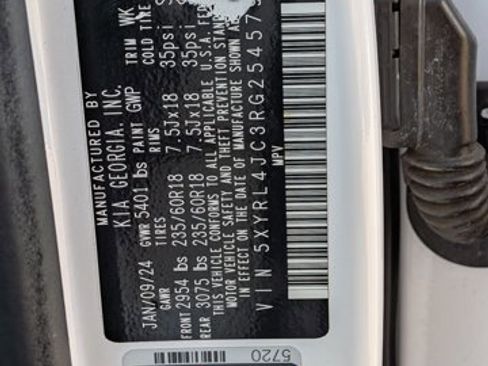 MANUFACTURED BY
KIA GEORGIA, INC.
JAN/09/24 GVWR 5401 lbs PAINT GWP TRIM WK
GAWR RIMS COLD TIRE
FRONT 2954 lbs 235/60R18 7.5Jx18 35psi
REAR 3075 lbs 235/60R18 7.5Jx18 35psi
THIS VEHICLE CONFORMS TO ALL APPLICABLE U.S.A. FEDERAL
MOTOR VEHICLE SAFETY AND THEFT PREVENTION STANDARDS
IN EFFECT ON THE DATE OF MANUFACTURE SHOWN ABOVE
VIN 5XYRL4JC3RG25457
MPV
5720